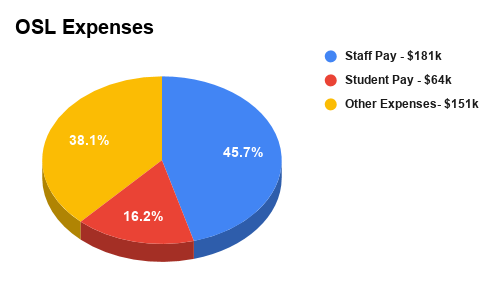 OSL Expenses
Staff Pay - $181k
Student Pay - $64k
Other Expenses- $151k
38.1%
45.7%
16.2%